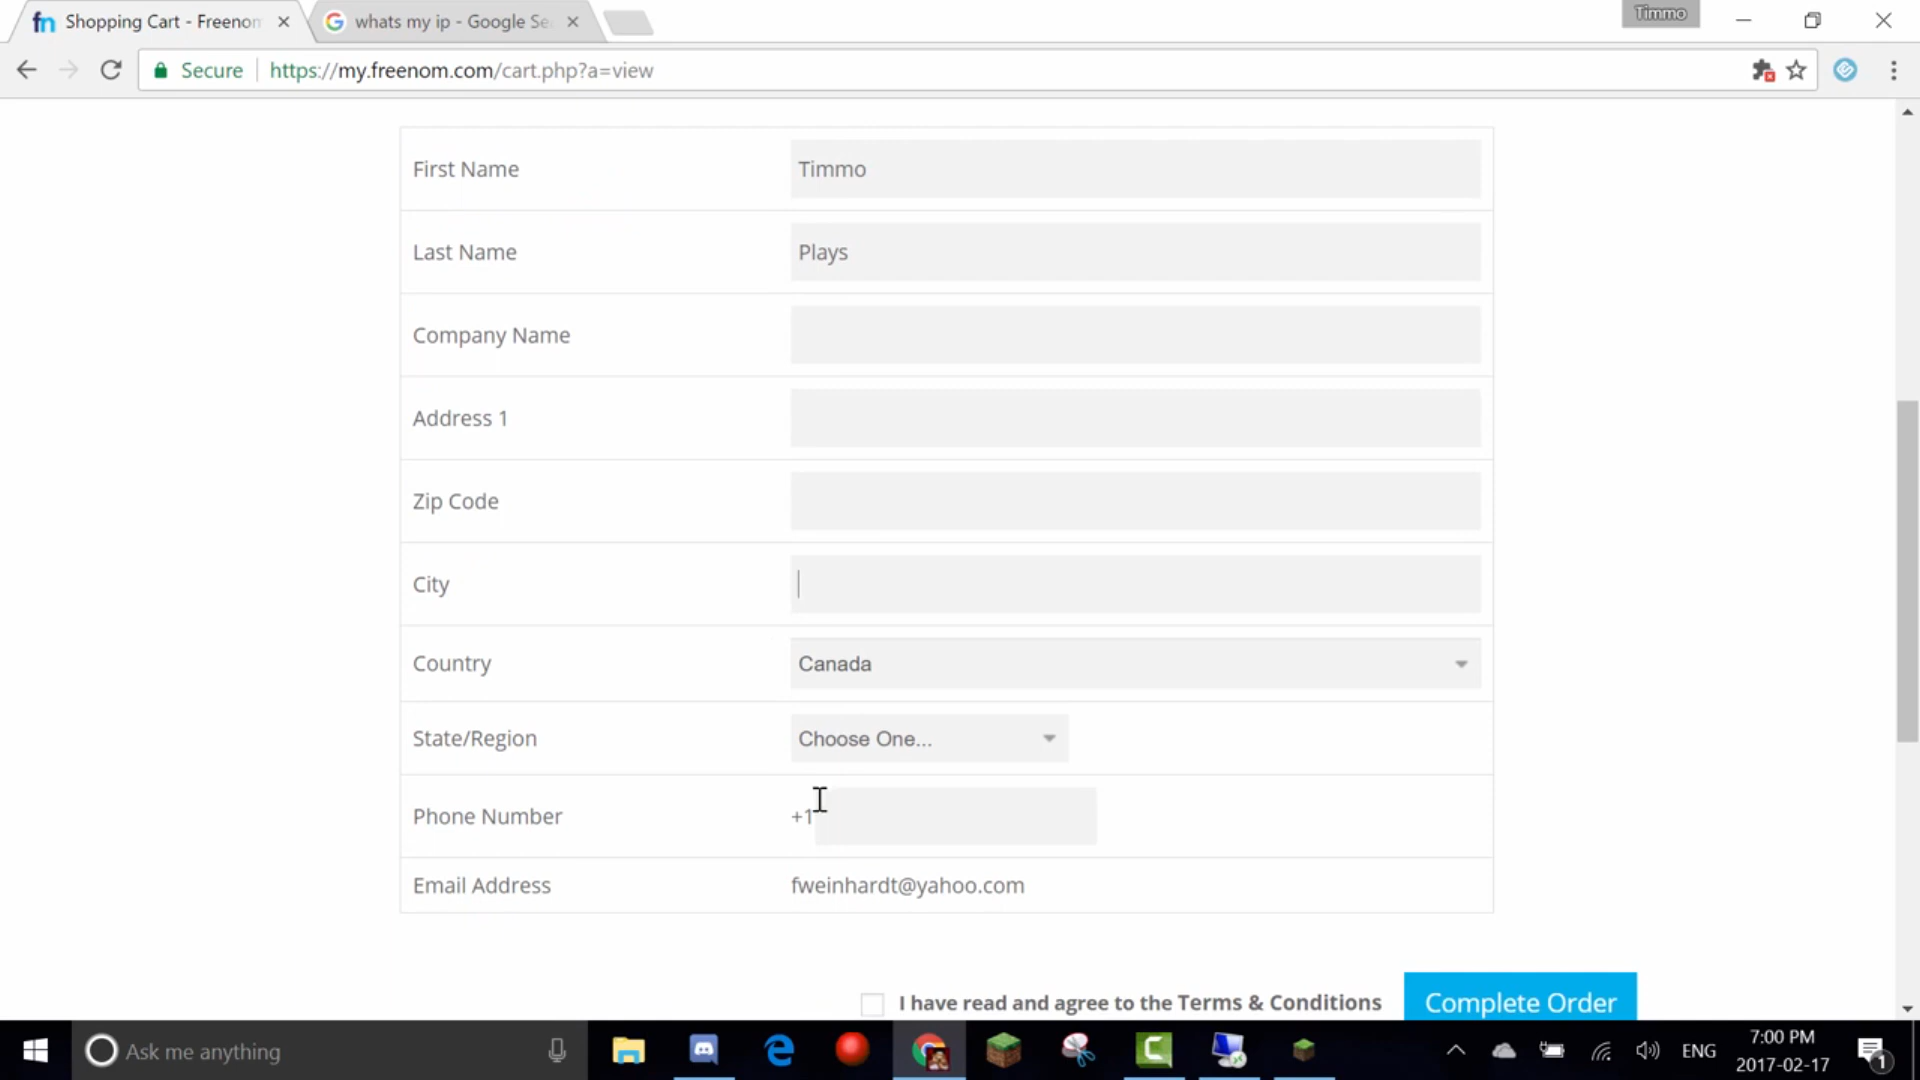 fn Shopping Cart - Freenom
whats my ip - Google Se
Timmo
Secure https://my.freenom.com/cart.php?a=view
First Name Timmo
Last Name Plays
Company Name
Address 1
Zip Code
City
Country Canada
State/Region Choose One...
Phone Number +1
Email Address fweinhardt@yahoo.com
I have read and agree to the Terms & Conditions Complete Order
Ask me anything
ENG
7:00 PM
2017-02-17
1